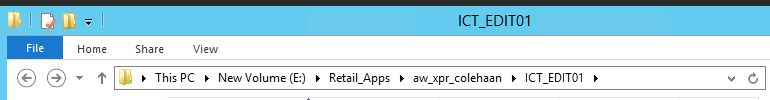 ICT_EDIT01
File Home Share View
This PC New Volume (E:) Retail_Apps aw_xpr_colehaan ICT_EDIT01